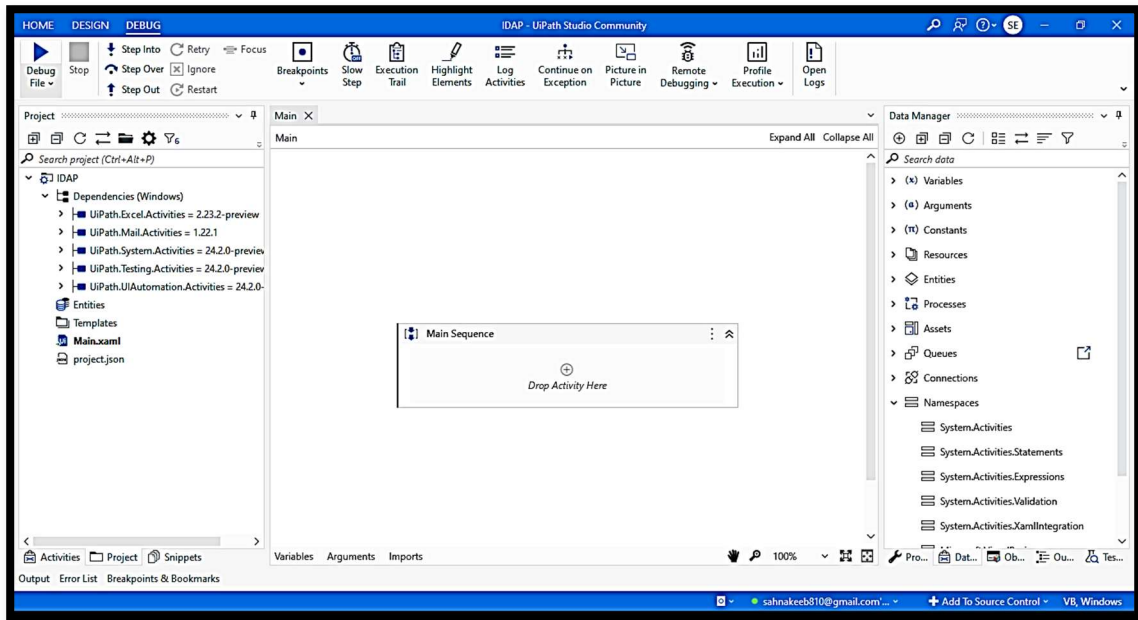 HOME DESIGN DEBUG
IDAP - UiPath Studio Community
SE
Debug File
Stop
Step Into Retry Focus
Step Over Ignore
Step Out Restart
Breakpoints
Slow Step
Execution Trail
Highlight Elements
Log Activities
Continue on Exception
Picture in Picture
Remote Debugging
Profile Execution
Open Logs
Project
Search project (Ctrl+Alt+P)
IDAP
Dependencies (Windows)
UiPath.Excel.Activities = 2.23.2-preview
UiPath.Mail.Activities = 1.22.1
UiPath.System.Activities = 24.2.0-preview
UiPath.Testing.Activities = 24.2.0-preview
UiPath.UIAutomation.Activities = 24.2.0-
Entities
Templates
Main.xaml
project.json
Activities Project Snippets
Main
Main Expand All Collapse All
Main Sequence
Drop Activity Here
Variables Arguments Imports
100%
Data Manager
Search data
(x) Variables
(a) Arguments
(π) Constants
Resources
Entities
Processes
Assets
Queues
Connections
Namespaces
System.Activities
System.Activities.Statements
System.Activities.Expressions
System.Activities.Validation
System.Activities.XamlIntegration
Pro... Dat... Ob... Ou... Tes...
Output Error List Breakpoints & Bookmarks
sahnakeeb810@gmail.com'...
Add To Source Control
VB, Windows